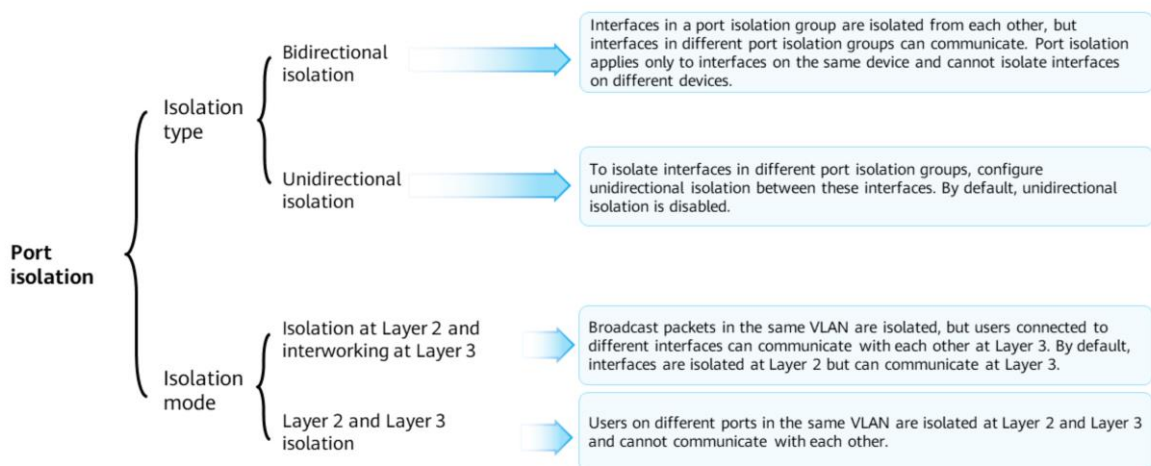 Port
isolation
Isolation
type
Bidirectional
isolation
Interfaces in a port isolation group are isolated from each other, but
interfaces in different port isolation groups can communicate. Port isolation
applies only to interfaces on the same device and cannot isolate interfaces
on different devices.
Unidirectional
isolation
To isolate interfaces in different port isolation groups, configure
unidirectional isolation between these interfaces. By default, unidirectional
isolation is disabled.
Isolation
mode
Isolation at Layer 2 and
interworking at Layer 3
Broadcast packets in the same VLAN are isolated, but users connected to
different interfaces can communicate with each other at Layer 3. By default,
interfaces are isolated at Layer 2 but can communicate at Layer 3.
Layer 2 and Layer 3
isolation
Users on different ports in the same VLAN are isolated at Layer 2 and Layer 3
and cannot communicate with each other.